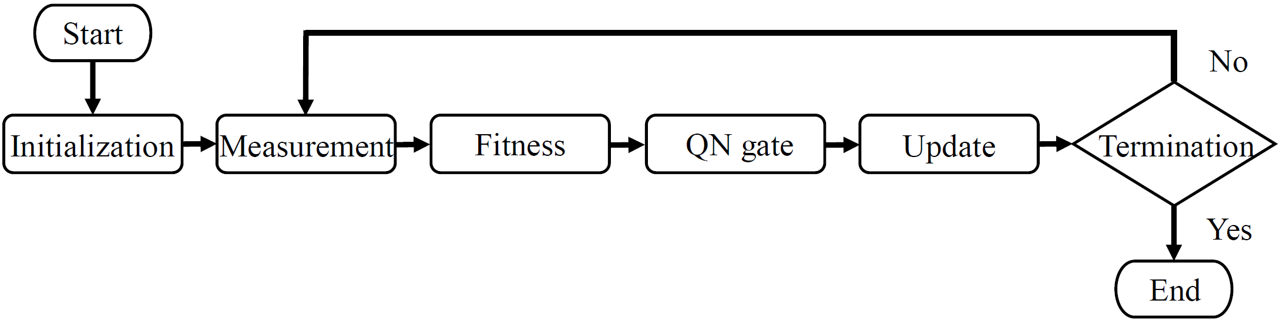 Start
Initialization
Measurement
Fitness
QN gate
Update
Termination
No
Yes
End